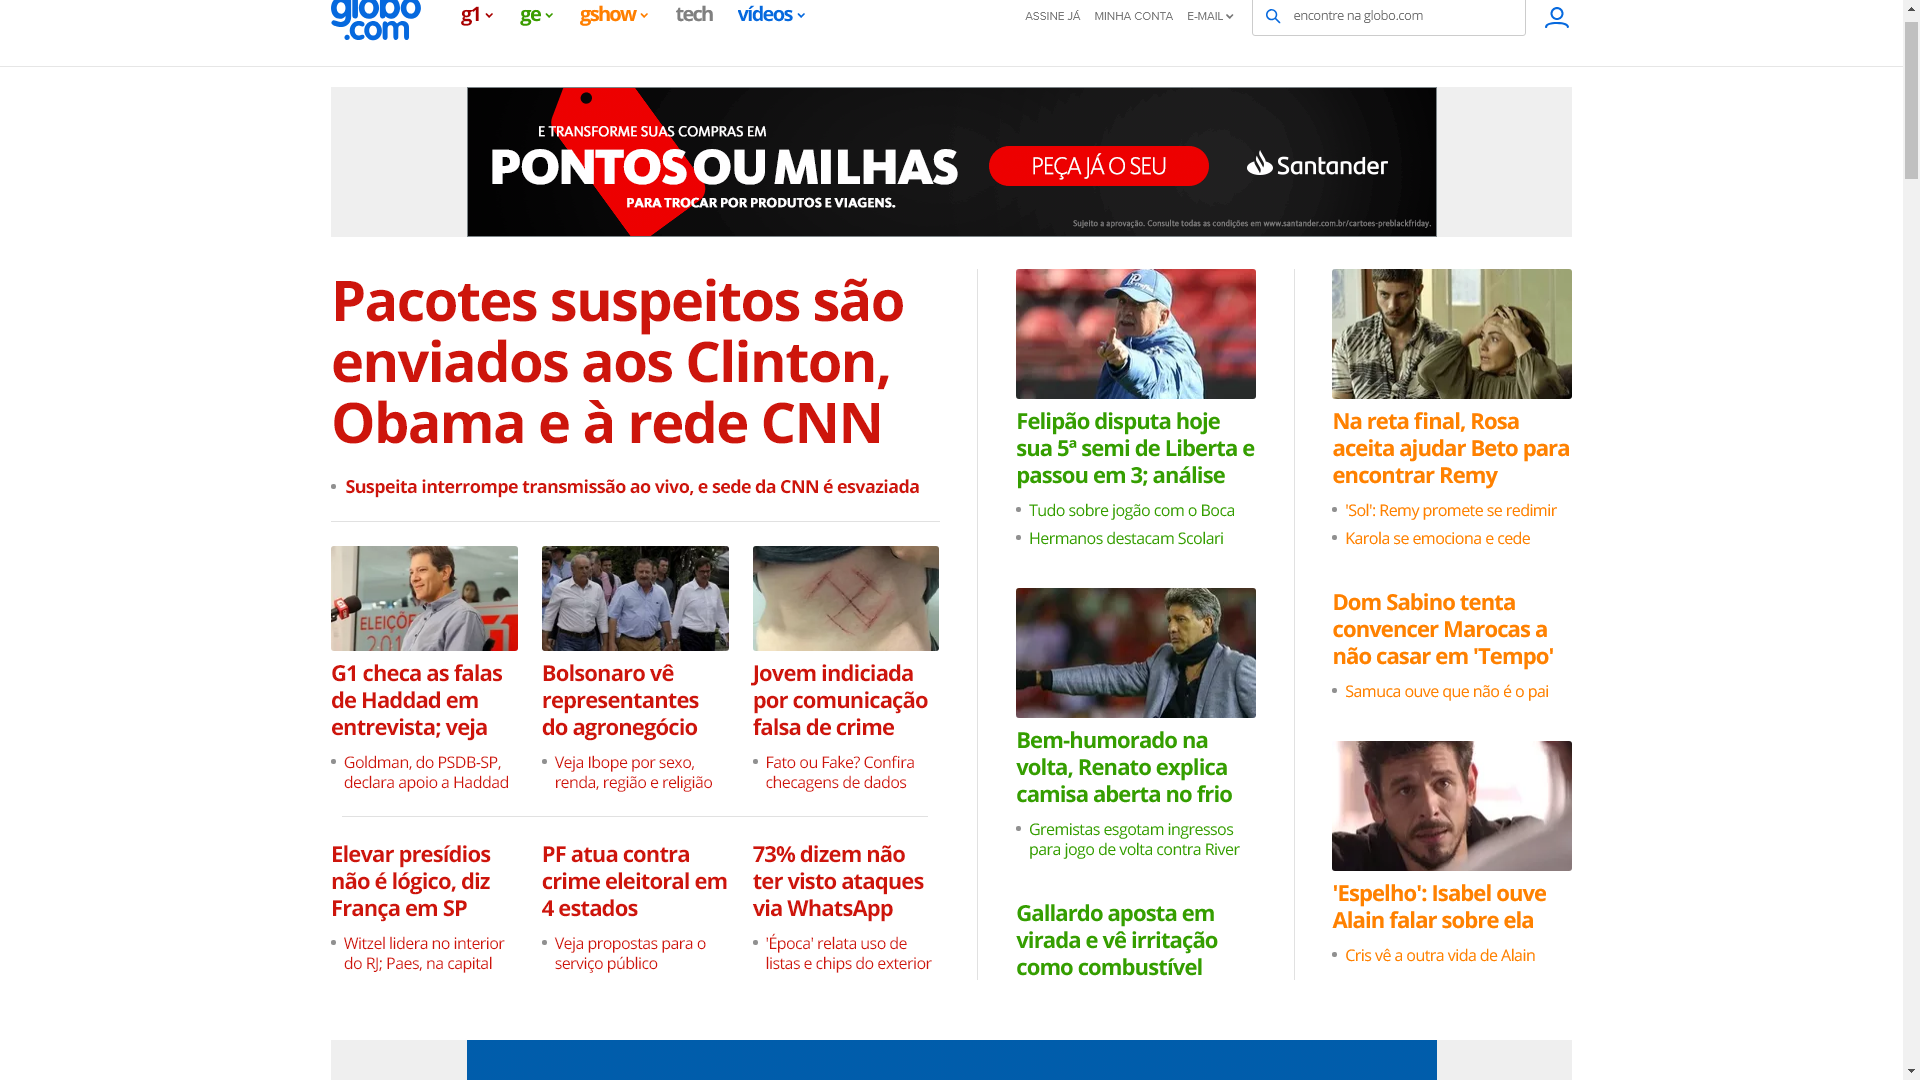 globo
.com
g1
ge
gshow
tech
vídeos
ASSINE JÁ
MINHA CONTA
E-MAIL
encontre na globo.com
E TRANSFORME SUAS COMPRAS EM
PONTOS OU MILHAS
PARA TROCAR POR PRODUTOS E VIAGENS.
PEÇA JÁ O SEU
Santander
Sujeito a aprovação. Consulte todas as condições em www.santander.com.br/cartoes-preblackfriday.
Pacotes suspeitos são
enviados aos Clinton,
Obama e à rede CNN
Suspeita interrompe transmissão ao vivo, e sede da CNN é esvaziada
ELEIÇÕES
G1 checa as falas
de Haddad em
entrevista; veja
Goldman, do PSDB-SP,
declara apoio a Haddad
Bolsonaro vê
representantes
do agronegócio
Veja Ibope por sexo,
renda, região e religião
Jovem indiciada
por comunicação
falsa de crime
Fato ou Fake? Confira
checagens de dados
Elevar presídios
não é lógico, diz
França em SP
Witzel lidera no interior
do RJ; Paes, na capital
PF atua contra
crime eleitoral em
4 estados
Veja propostas para o
serviço público
73% dizem não
ter visto ataques
via WhatsApp
'Época' relata uso de
listas e chips do exterior
Felipão disputa hoje
sua 5ª semi de Liberta e
passou em 3; análise
Tudo sobre jogão com o Boca
Hermanos destacam Scolari
Bem-humorado na
volta, Renato explica
camisa aberta no frio
Gremistas esgotam ingressos
para jogo de volta contra River
Gallardo aposta em
virada e vê irritação
como combustível
Na reta final, Rosa
aceita ajudar Beto para
encontrar Remy
'Sol': Remy promete se redimir
Karola se emociona e cede
Dom Sabino tenta
convencer Marocas a
não casar em 'Tempo'
Samuca ouve que não é o pai
'Espelho': Isabel ouve
Alain falar sobre ela
Cris vê a outra vida de Alain